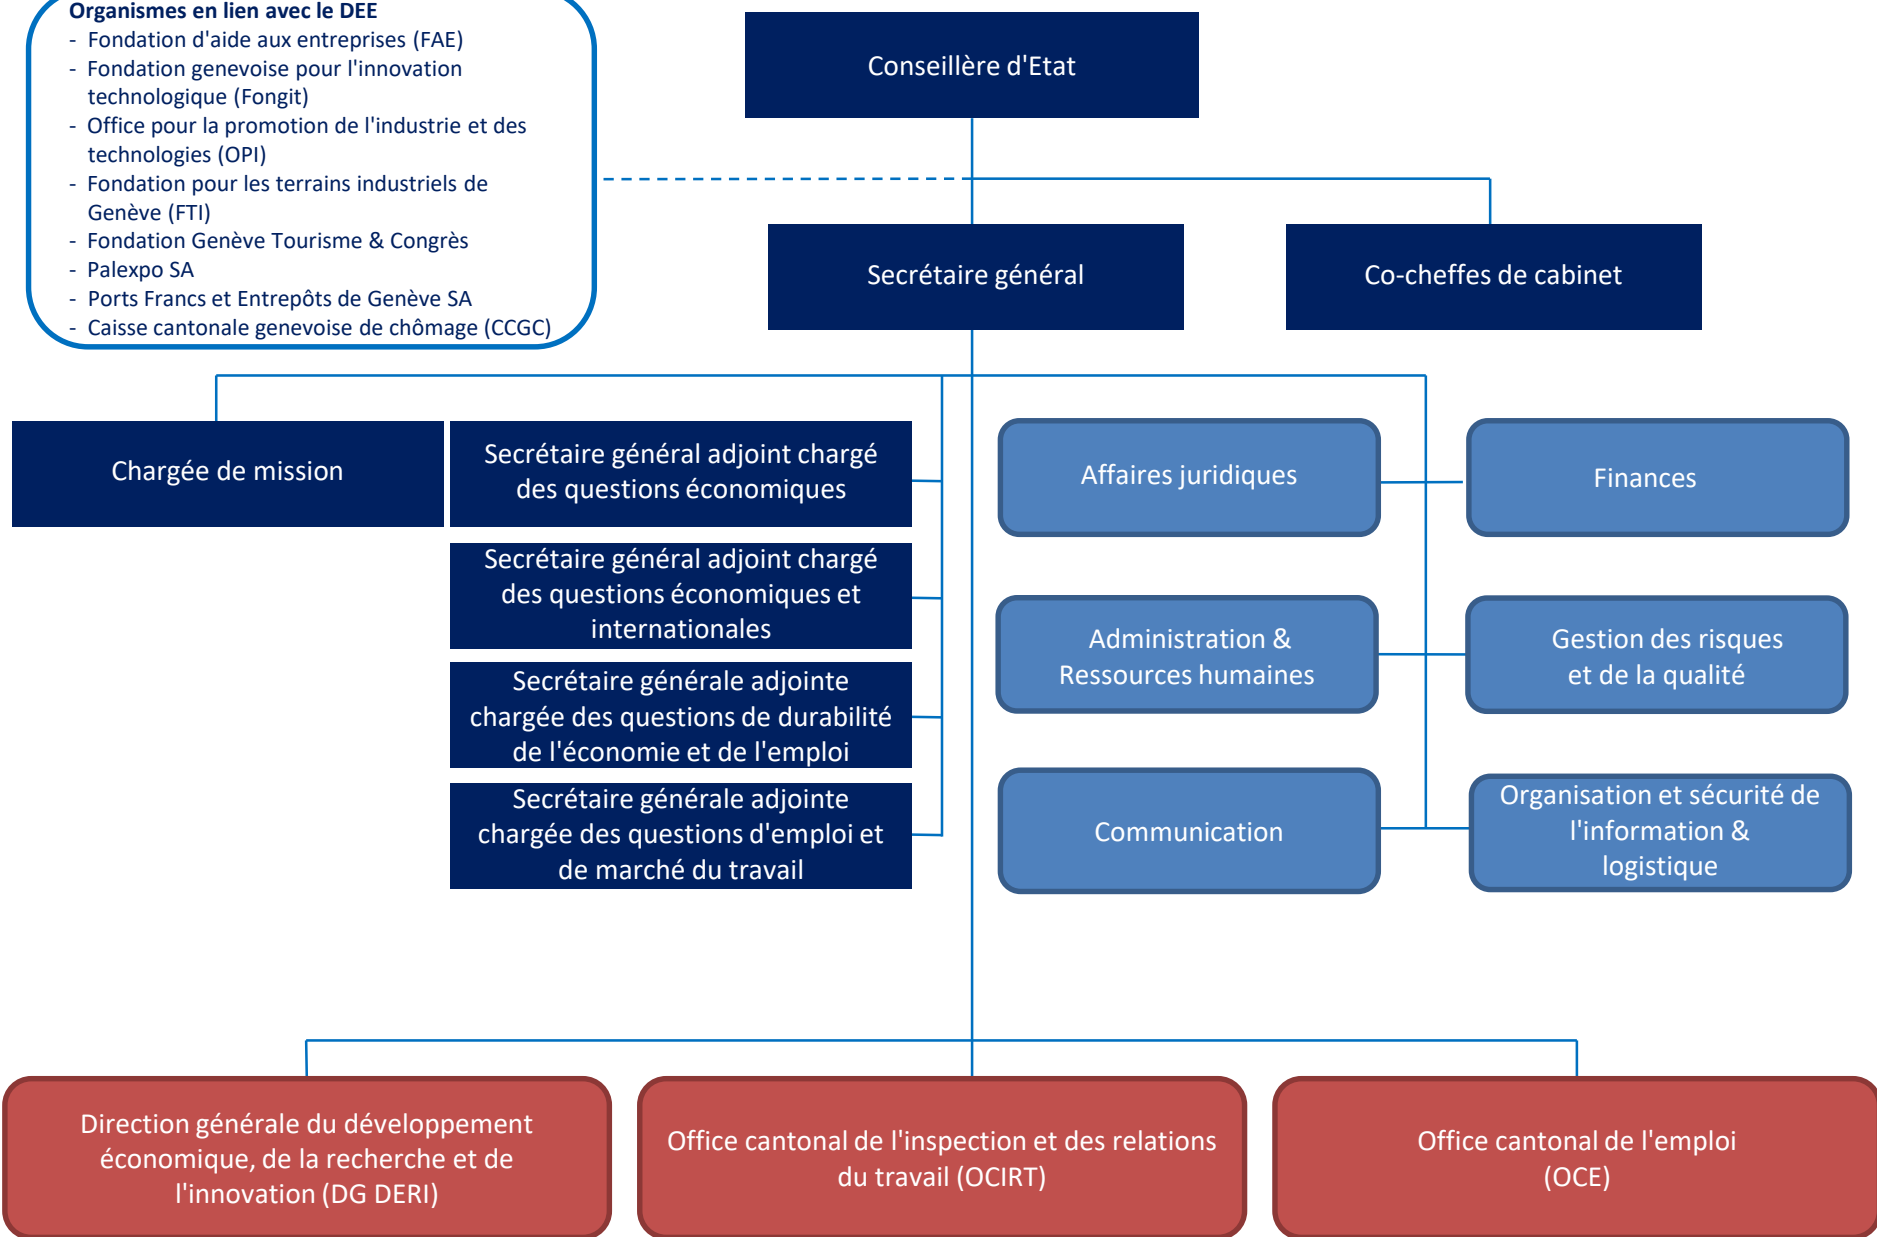 Organismes en lien avec le DEE
- Fondation d'aide aux entreprises (FAE)
- Fondation genevoise pour l'innovation
technologique (Fongit)
- Office pour la promotion de l'industrie et des
technologies (OPI)
- Fondation pour les terrains industriels de
Genève (FTI)
- Fondation Genève Tourisme & Congrès
- Palexpo SA
- Ports Francs et Entrepôts de Genève SA
- Caisse cantonale genevoise de chômage (CCGC)
Conseillère d'Etat
Secrétaire général
Co-cheffes de cabinet
Chargée de mission
Secrétaire général adjoint chargé
des questions économiques
Secrétaire général adjoint chargé
des questions économiques et
internationales
Secrétaire générale adjointe
chargée des questions de durabilité
de l'économie et de l'emploi
Secrétaire générale adjointe
chargée des questions d'emploi et
de marché du travail
Affaires juridiques
Finances
Administration &
Ressources humaines
Gestion des risques
et de la qualité
Communication
Organisation et sécurité de
l'information &
logistique
Direction générale du développement
économique, de la recherche et de
l'innovation (DG DERI)
Office cantonal de l'inspection et des relations
du travail (OCIRT)
Office cantonal de l'emploi
(OCE)